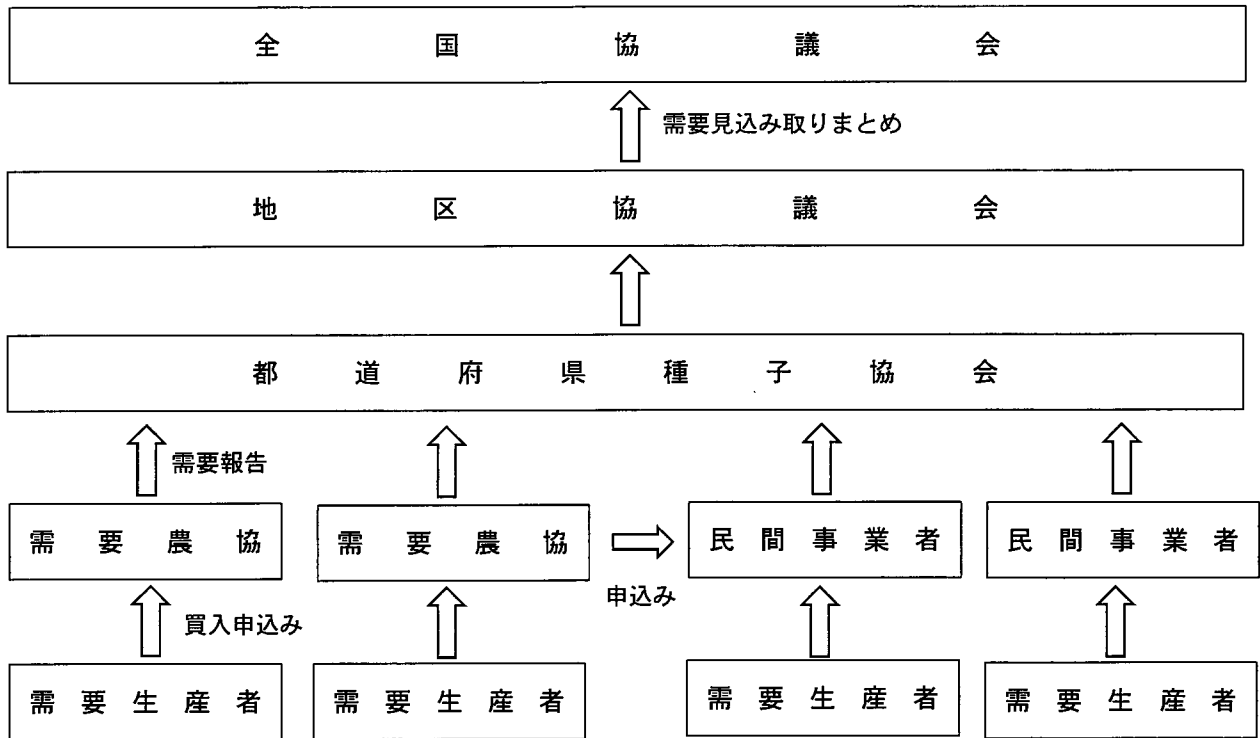 全国協議会
需要見込み取りまとめ
地区協議会
都道府県種子協会
需要報告
需要農協 需要農協 民間事業者 民間事業者
申込み
買入申込み
需要生産者 需要生産者 需要生産者 需要生産者